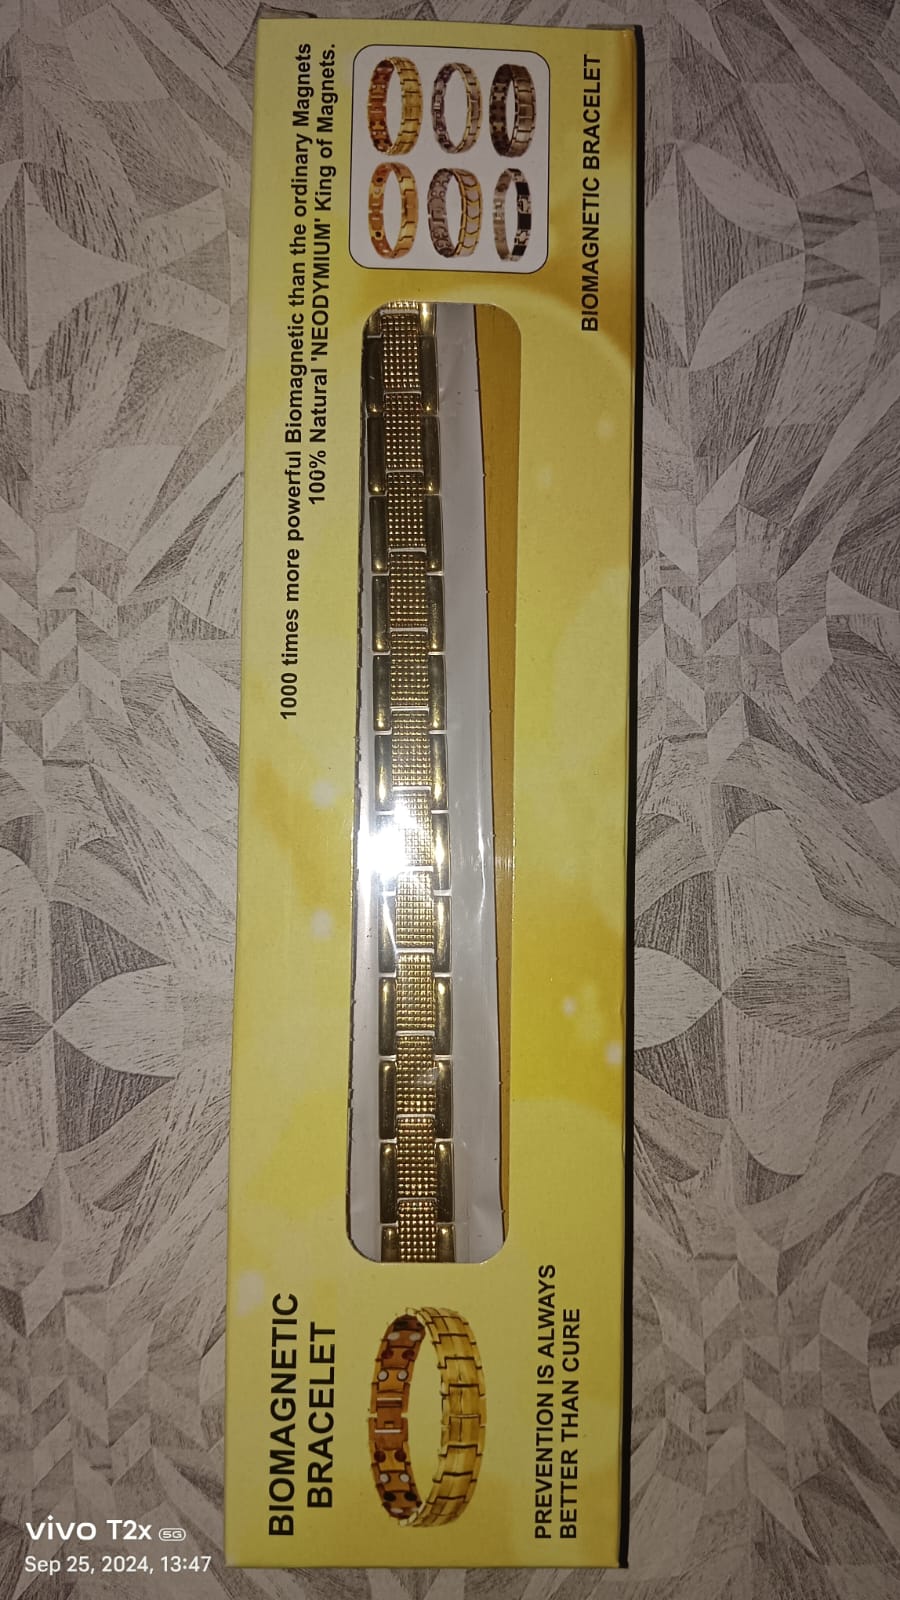 1000 times more powerful Biomagnetic than the ordinary Magnets
100% Natural 'NEODYMIUM' King of Magnets.
BIOMAGNETIC
BRACELET
PREVENTION IS ALWAYS
BETTER THAN CURE
BIOMAGNETIC BRACELET
vivo T2x 5G
Sep 25, 2024, 13:47